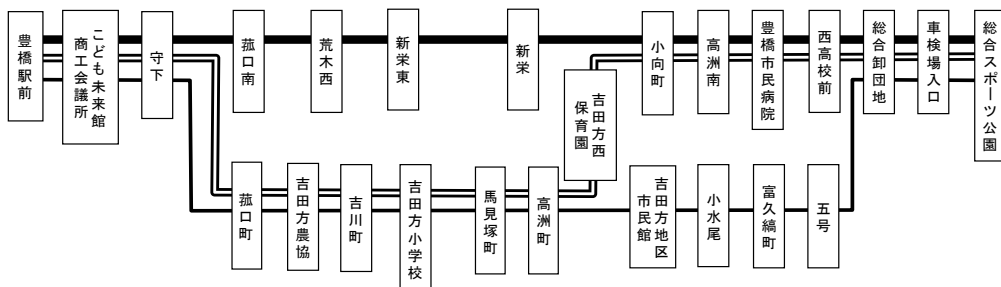 豊橋駅前
こども未来館
商工会議所
守下
菰口南
荒木西
新栄東
新栄
小向町
高洲南
豊橋市民病院
西高校前
総合卸団地
車検場入口
総合スポーツ公園
吉田方西
保育園
菰口町
吉田方農協
吉川町
吉田方小学校
馬見塚町
高洲町
吉田方地区
市民館
小水尾
富久縞町
五号